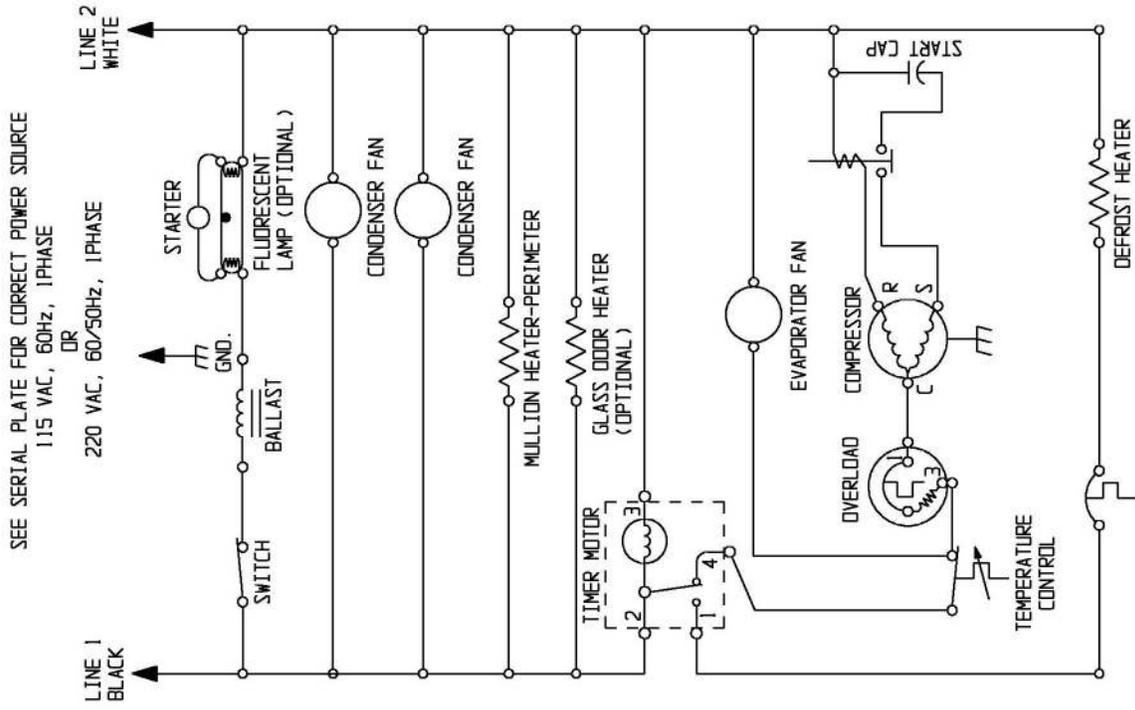 SEE SERIAL PLATE FOR CORRECT POWER SOURCE
115 VAC, 60Hz, 1PHASE
OR
220 VAC, 60/50Hz, 1PHASE
LINE 1
BLACK
LINE 2
WHITE
GND.
SWITCH
BALLAST
STARTER
FLUORESCENT
LAMP (OPTIONAL)
CONDENSER FAN
CONDENSER FAN
MULLION HEATER-PERIMETER
GLASS DOOR HEATER
(OPTIONAL)
TIMER MOTOR
2
3
1
4
EVAPORATOR FAN
OVERLOAD
1
3
COMPRESSOR
C
R
S
START CAP
TEMPERATURE
CONTROL
DEFROST HEATER